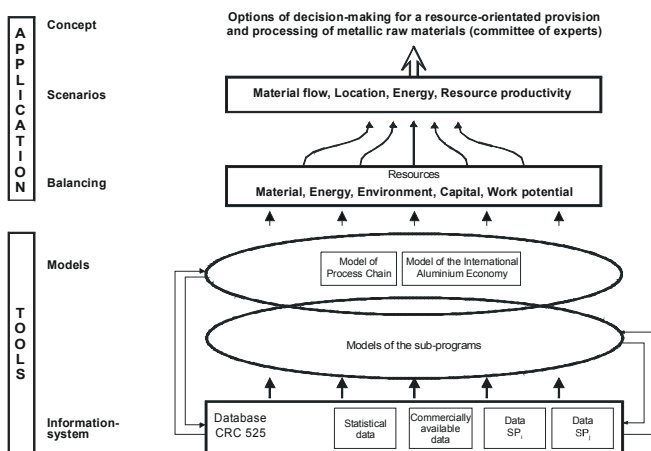 Concept
Options of decision-making for a resource-orientated provision
and processing of metallic raw materials (committee of experts)
APPLICATION
Scenarios
Material flow, Location, Energy, Resource productivity
Balancing
Resources
Material, Energy, Environment, Capital, Work potential
TOOLS
Models
Model of
Process Chain
Model of the International
Aluminium Economy
Models of the sub-programs
Information-
system
Database
CRC 525
Statistical
data
Commercially
available
data
Data
SPi
Data
SPj